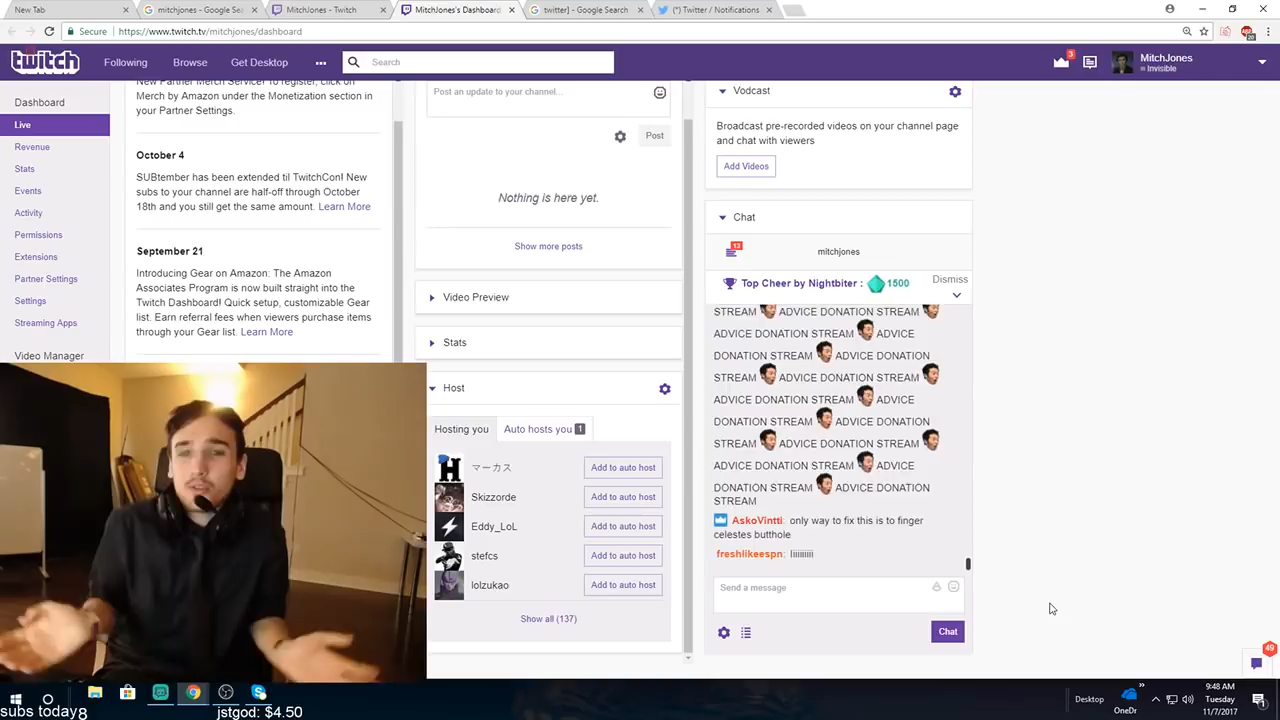 New Tab
mitchjones - Google Sea
MitchJones - Twitch
MitchJones's Dashboard
twitter] - Google Search
(*) Twitter / Notifications
Secure
https://www.twitch.tv/mitchjones/dashboard
twitch
Following
Browse
Get Desktop
Search
3
MitchJones
Invisible
Dashboard
Live
Revenue
Stats
Events
Activity
Permissions
Extensions
Partner Settings
Settings
Streaming Apps
Video Manager
New Partner Merch Servicer to register, click on
Merch by Amazon under the Monetization section in
your Partner Settings.
October 4
SUBtember has been extended til TwitchCon! New
subs to your channel are half-off through October
18th and you still get the same amount. Learn More
September 21
Introducing Gear on Amazon: The Amazon
Associates Program is now built straight into the
Twitch Dashboard! Quick setup, customizable Gear
list. Earn referral fees when viewers purchase items
through your Gear list. Learn More
Post an update to your channel...
Post
Nothing is here yet.
Show more posts
Video Preview
Stats
Host
Hosting you
Auto hosts you 1
マーカス
Add to auto host
Skizzorde
Add to auto host
Eddy_LoL
Add to auto host
stefcs
Add to auto host
lolzukao
Add to auto host
Show all (137)
Vodcast
Broadcast pre-recorded videos on your channel page
and chat with viewers
Add Videos
Chat
mitchjones
Top Cheer by Nightbiter : 1500
Dismiss
STREAM ADVICE DONATION STREAM
ADVICE DONATION STREAM ADVICE
DONATION STREAM ADVICE DONATION
STREAM ADVICE DONATION STREAM
ADVICE DONATION STREAM ADVICE
DONATION STREAM ADVICE DONATION
STREAM ADVICE DONATION STREAM
ADVICE DONATION STREAM ADVICE
DONATION STREAM ADVICE DONATION
STREAM
AskoVintti: only way to fix this is to finger
celestes butthole
freshlikeespn:
Send a message
Chat
49
subs today8
jstgod: $4.50
Desktop
OneDr
9:48 AM
Tuesday
11/7/2017